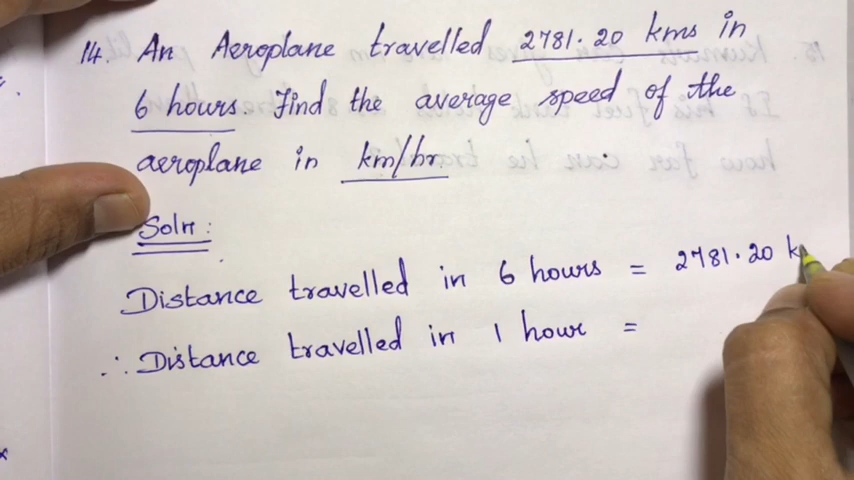 14. An Aeroplane travelled 2781.20 kms in
6 hours. Find the average speed of the
aeroplane in km/hr
Soln:
Distance travelled in 6 hours = 2781.20 k
∴ Distance travelled in 1 hour =